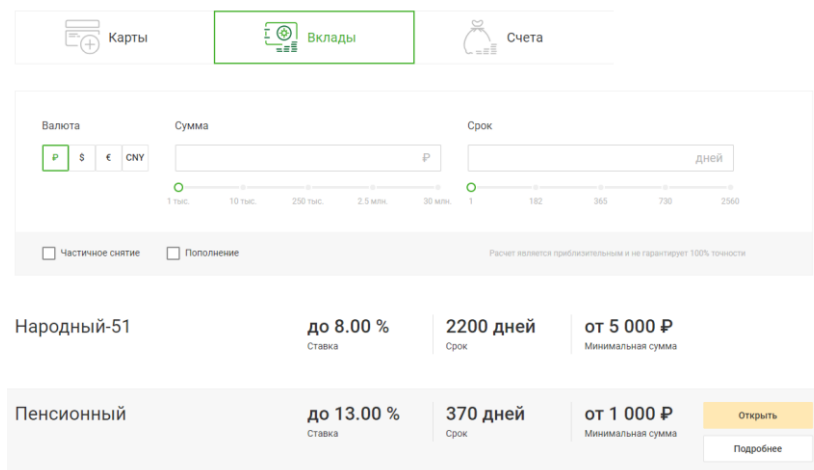 Карты Вклады Счета
Валюта Сумма Срок
₽ $ € CNY ₽ дней
1 тыс. 10 тыс. 250 тыс. 2.5 млн. 30 млн. 1 182 365 730 2560
Частичное снятие Пополнение Расчет является приблизительным и не гарантирует 100% точности
Народный-51 до 8.00 % 2200 дней от 5 000 ₽
Ставка Срок Минимальная сумма
Пенсионный до 13.00 % 370 дней от 1 000 ₽ Открыть
Ставка Срок Минимальная сумма
Подробнее